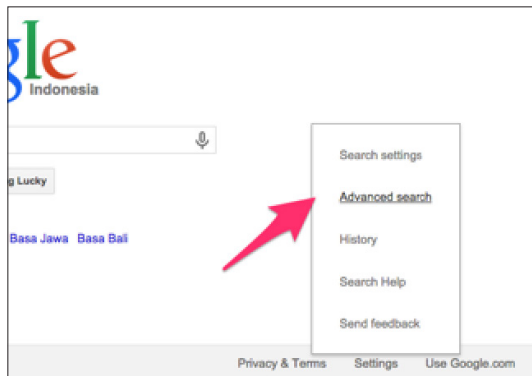 gle
Indonesia
g Lucky
Basa Jawa Basa Bali
Search settings
Advanced search
History
Search Help
Send feedback
Privacy & Terms Settings Use Google.com